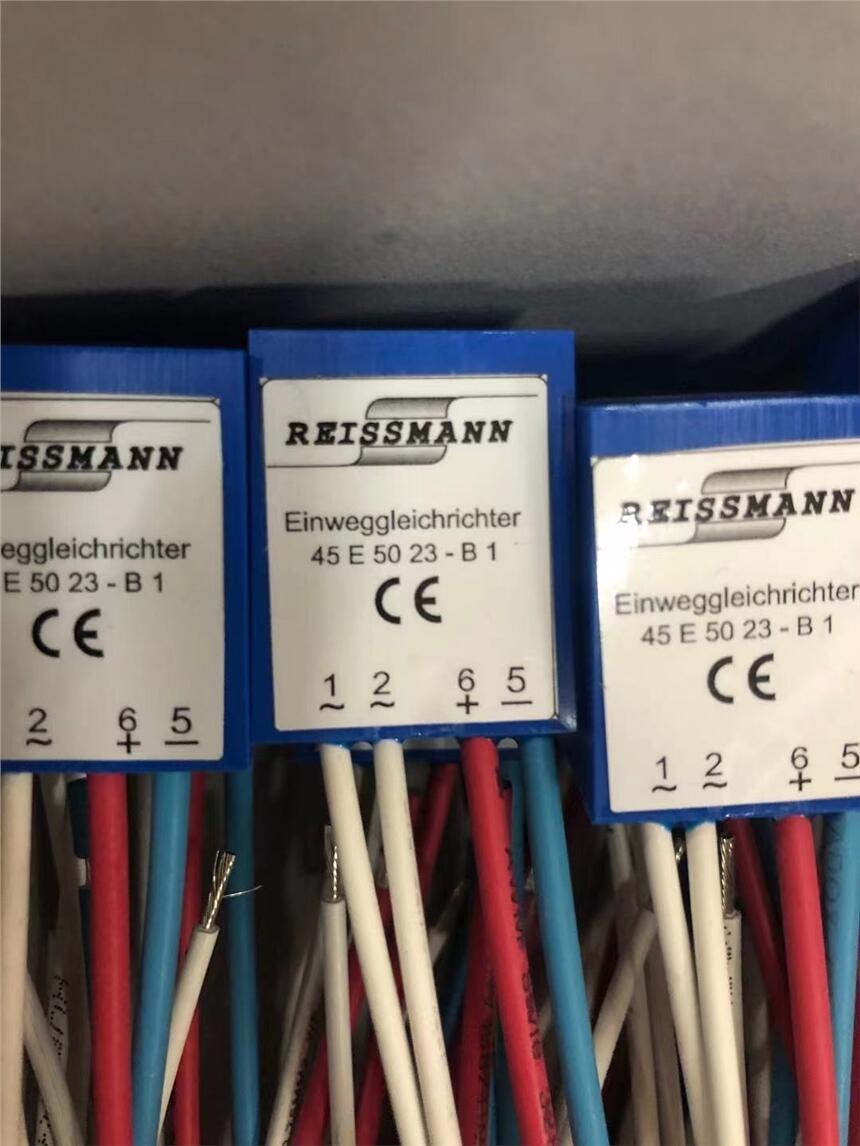 ISSMANN
eggleichrichter
E 50 23 - B 1
CE
2 6 5
~ + —
REISSMANN
Einweggleichrichter
45 E 50 23 - B 1
CE
1 2 6 5
~ ~ + —
REISSMANN
Einweggleichrichter
45 E 50 23 - B 1
CE
1 2 6 5
~ ~ + —